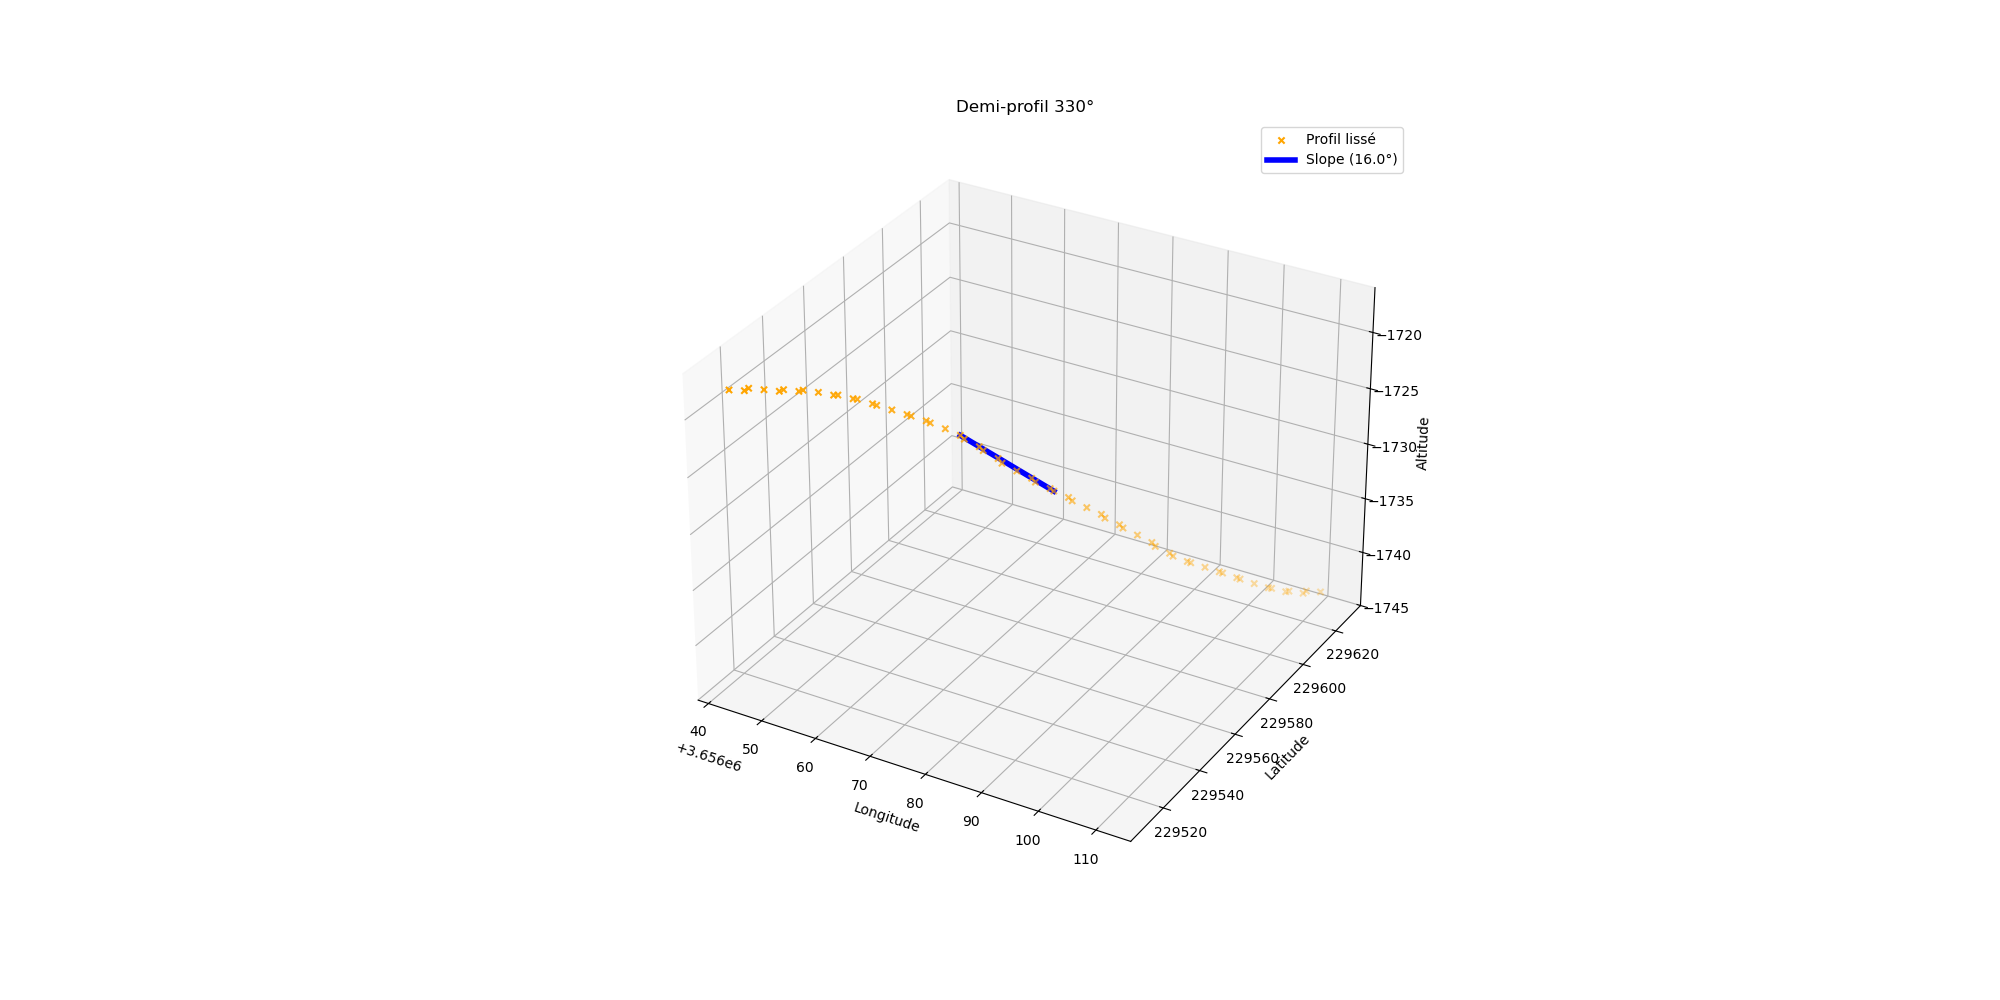 Demi-profil 330°
Profil lissé
Slope (16.0°)
−1720
−1725
−1730
−1735
−1740
−1745
Altitude
229620
229600
229580
229560
229540
229520
Latitude
40
50
60
70
80
90
100
110
+3.656e6
Longitude